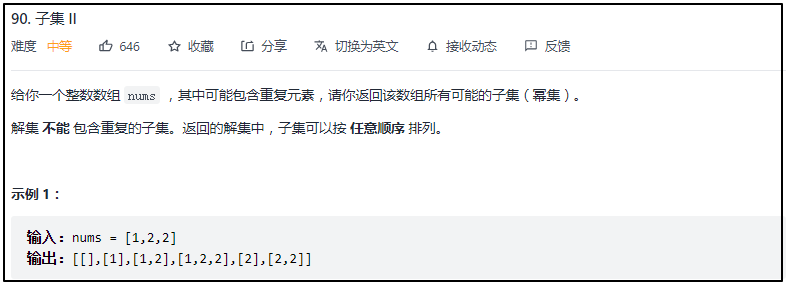 90. 子集 II
难度 中等 646 收藏 分享 切换为英文 接收动态 反馈
给你一个整数数组 nums ，其中可能包含重复元素，请你返回该数组所有可能的子集（幂集）。
解集 不能 包含重复的子集。返回的解集中，子集可以按 任意顺序 排列。
示例 1：
输入：nums = [1,2,2]
输出：[[],[1],[1,2],[1,2,2],[2],[2,2]]